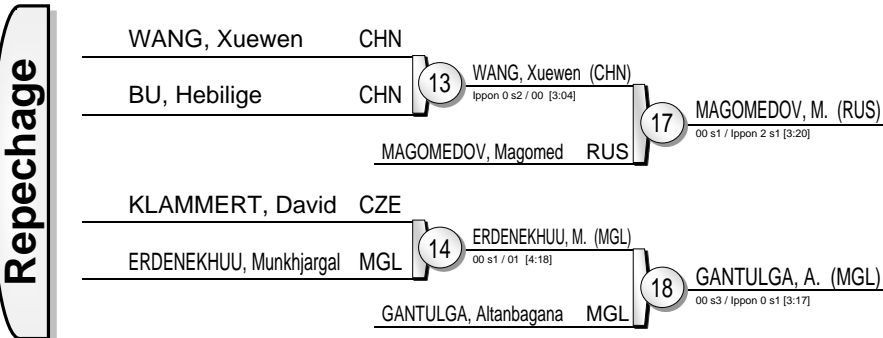 Repechage
WANG, Xuewen CHN
BU, Hebilige CHN
13
WANG, Xuewen (CHN)
Ippon 0 s2 / 00 [3:04]
MAGOMEDOV, Magomed RUS
17
MAGOMEDOV, M. (RUS)
00 s1 / Ippon 2 s1 [3:20]
KLAMMERT, David CZE
ERDENEKHUU, Munkhjargal MGL
14
ERDENEKHUU, M. (MGL)
00 s1 / 01 [4:18]
GANTULGA, Altanbagana MGL
18
GANTULGA, A. (MGL)
00 s3 / Ippon 0 s1 [3:17]